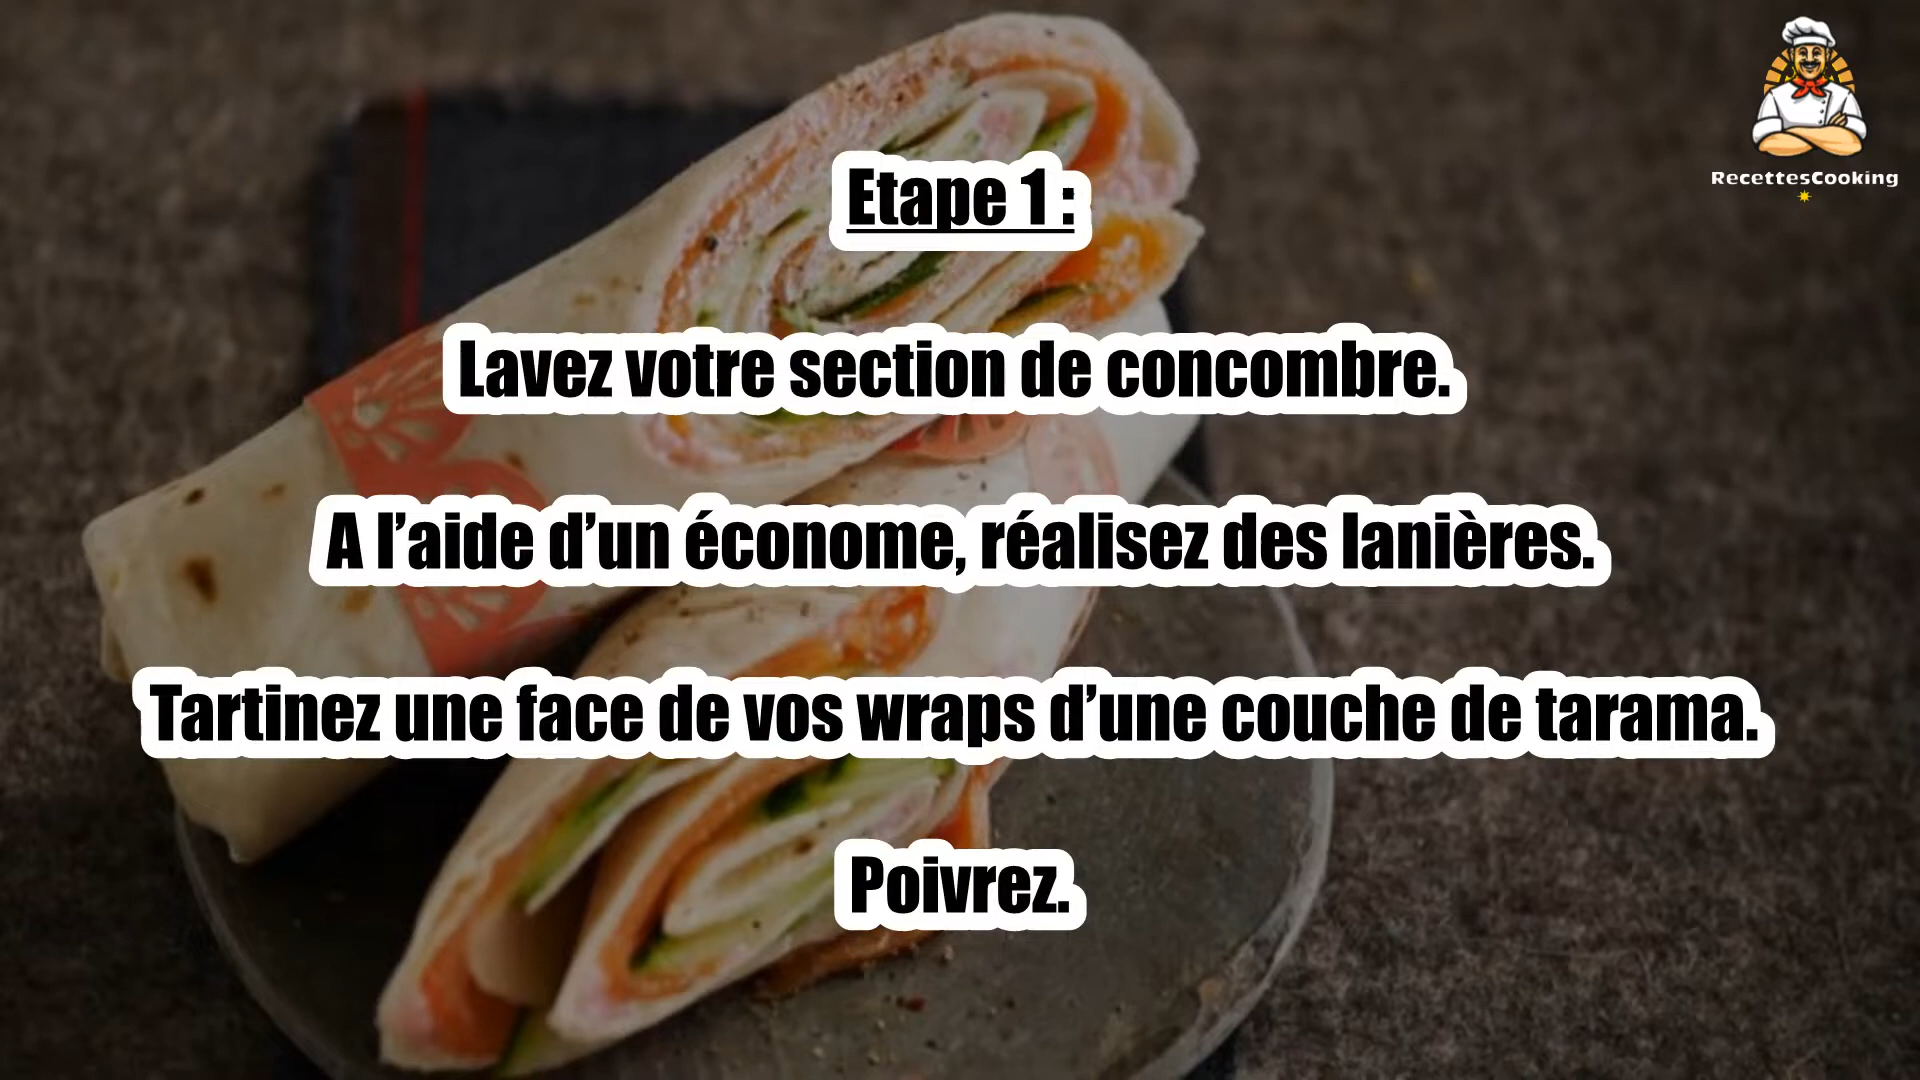 RecettesCooking
Etape 1 :
Lavez votre section de concombre.
A l’aide d’un économe, réalisez des lanières.
Tartinez une face de vos wraps d’une couche de tarama.
Poivrez.